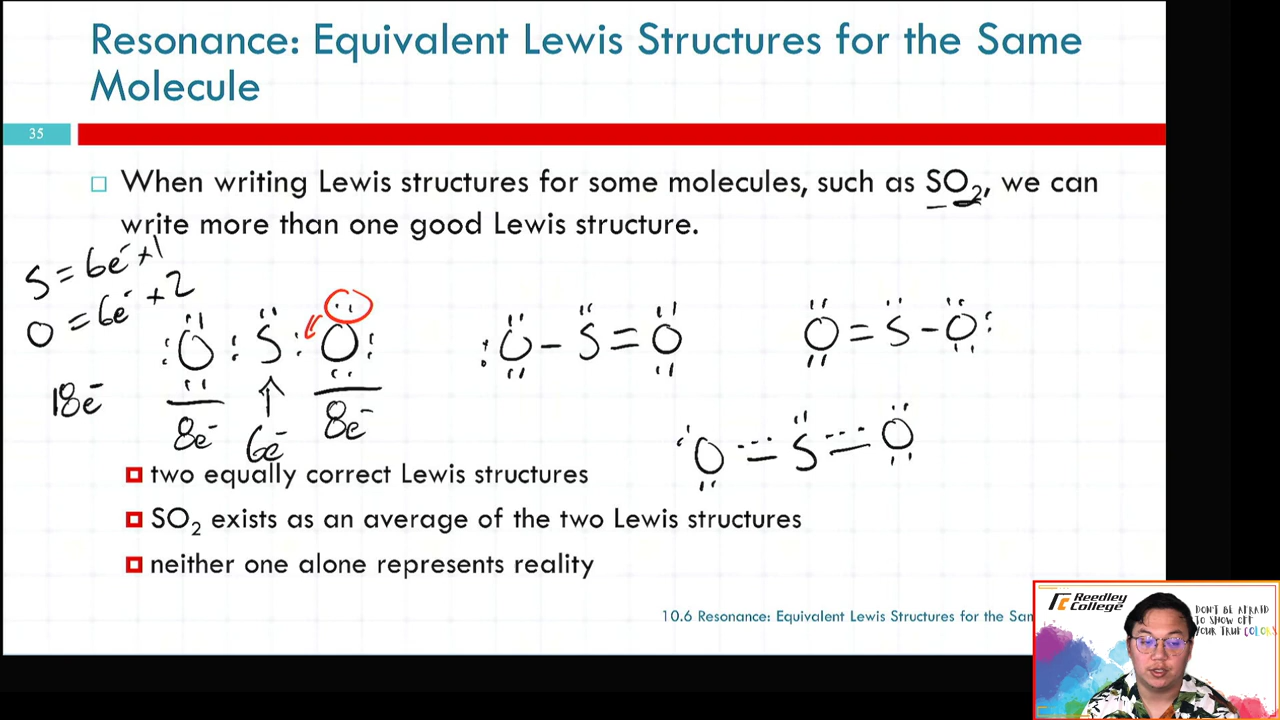 Resonance: Equivalent Lewis Structures for the Same
Molecule
35
When writing Lewis structures for some molecules, such as SO₂, we can
write more than one good Lewis structure.
S = 6e⁻ +1
O = 6e⁻ +2
18e⁻
:O:S:O:
8e⁻ 6e⁻ 8e⁻
:O–S=O
O=S–O:
O=S=O
two equally correct Lewis structures
SO₂ exists as an average of the two Lewis structures
neither one alone represents reality
10.6 Resonance: Equivalent Lewis Structures for the Sam
Reedley
College
DON'T BE AFRAID
TO SHOW OFF
YOUR TRUE COLORS